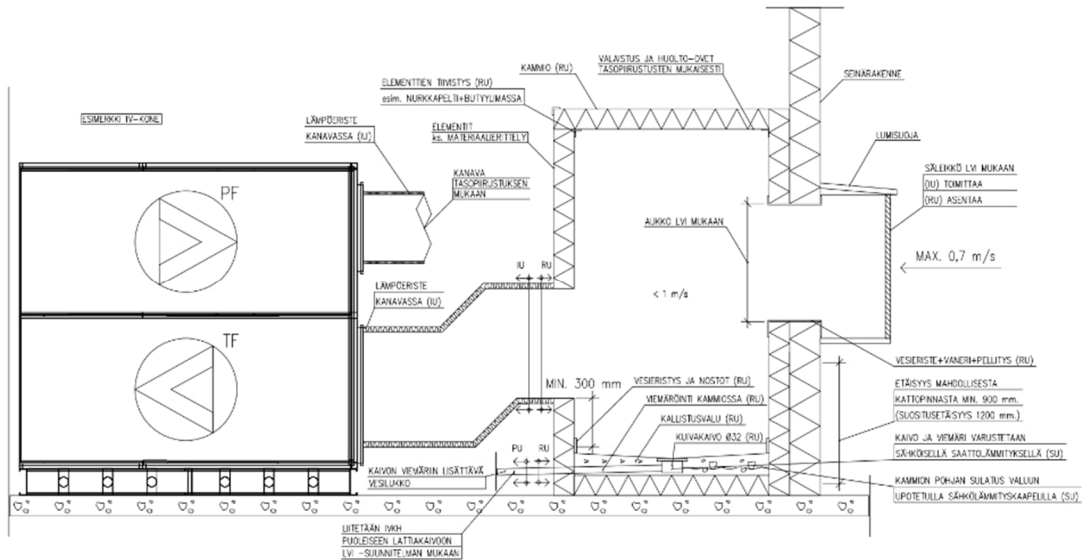 ESIMERKKI IV-KONE
PF
TF
LÄMPÖERISTE
KANAVASSA (IU)
KANAVA
TASOPIIRUSTUKSEN
MUKAAN
LÄMPÖERISTE
KANAVASSA (IU)
ELEMENTTIEN TIIVISTYS (RU)
esim. NURKKAPELTI+BUTYYLIMASSA
ELEMENTIT
ks. MATERIAALIERITTELY
KAMMIO (RU)
VALAISTUS JA HUOLTO-OVET
TASOPIIRUSTUSTEN MUKAISESTI
SEINÄRAKENNE
LUMISUOJA
SÄLEIKKÖ LVI MUKAAN
(IU) TOIMITTAA
(RU) ASENTAA
AUKKO LVI MUKAAN
MAX. 0,7 m/s
< 1 m/s
IU RU
MIN. 300 mm
VESIERISTYS JA NOSTOT (RU)
VIEMÄRÖINTI KAMMIOSSA (RU)
KALLISTUSVALU (RU)
KUIVAKAIVO Ø32 (RU)
VESIERISTE+VANERI+PELLITYS (RU)
ETÄISYYS MAHDOLLISESTA
KATTOPINNASTA MIN. 900 mm.
(SUOSITUSETÄISYYS 1200 mm.)
KAIVO JA VIEMÄRI VARUSTETAAN
SÄHKÖISELLÄ SAATTOLÄMMITYKSELLÄ (SU)
KAMMION POHJAN SULATUS VALUUN
UPOTETULLA SÄHKÖLÄMMITYSKAAPELILLA (SU)
PU RU
KAIVON VIEMÄRIIN LISÄTTÄVÄ
VESILUKKO
LIITETÄÄN IVKH
PUOLEISEEN LATTIAKAIVOON
LVI -SUUNNITELMAN MUKAAN